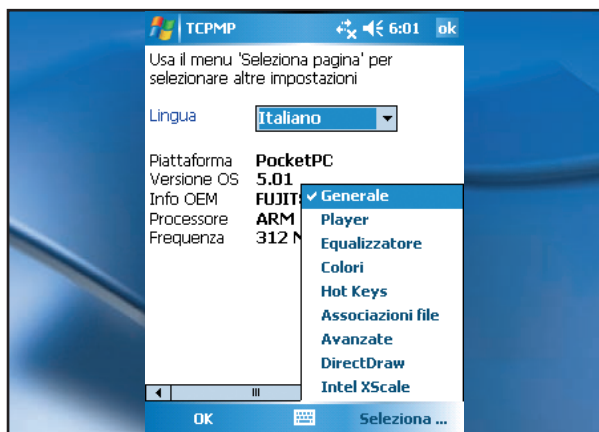 TCPMP 6:01 ok
Usa il menu 'Seleziona pagina' per
selezionare altre impostazioni
Lingua Italiano
Piattaforma PocketPC
Versione OS 5.01
Info OEM
Processore ARM
Frequenza 312
Generale
Player
Equalizzatore
Colori
Hot Keys
Associazioni file
Avanzate
DirectDraw
Intel XScale
OK Seleziona ...